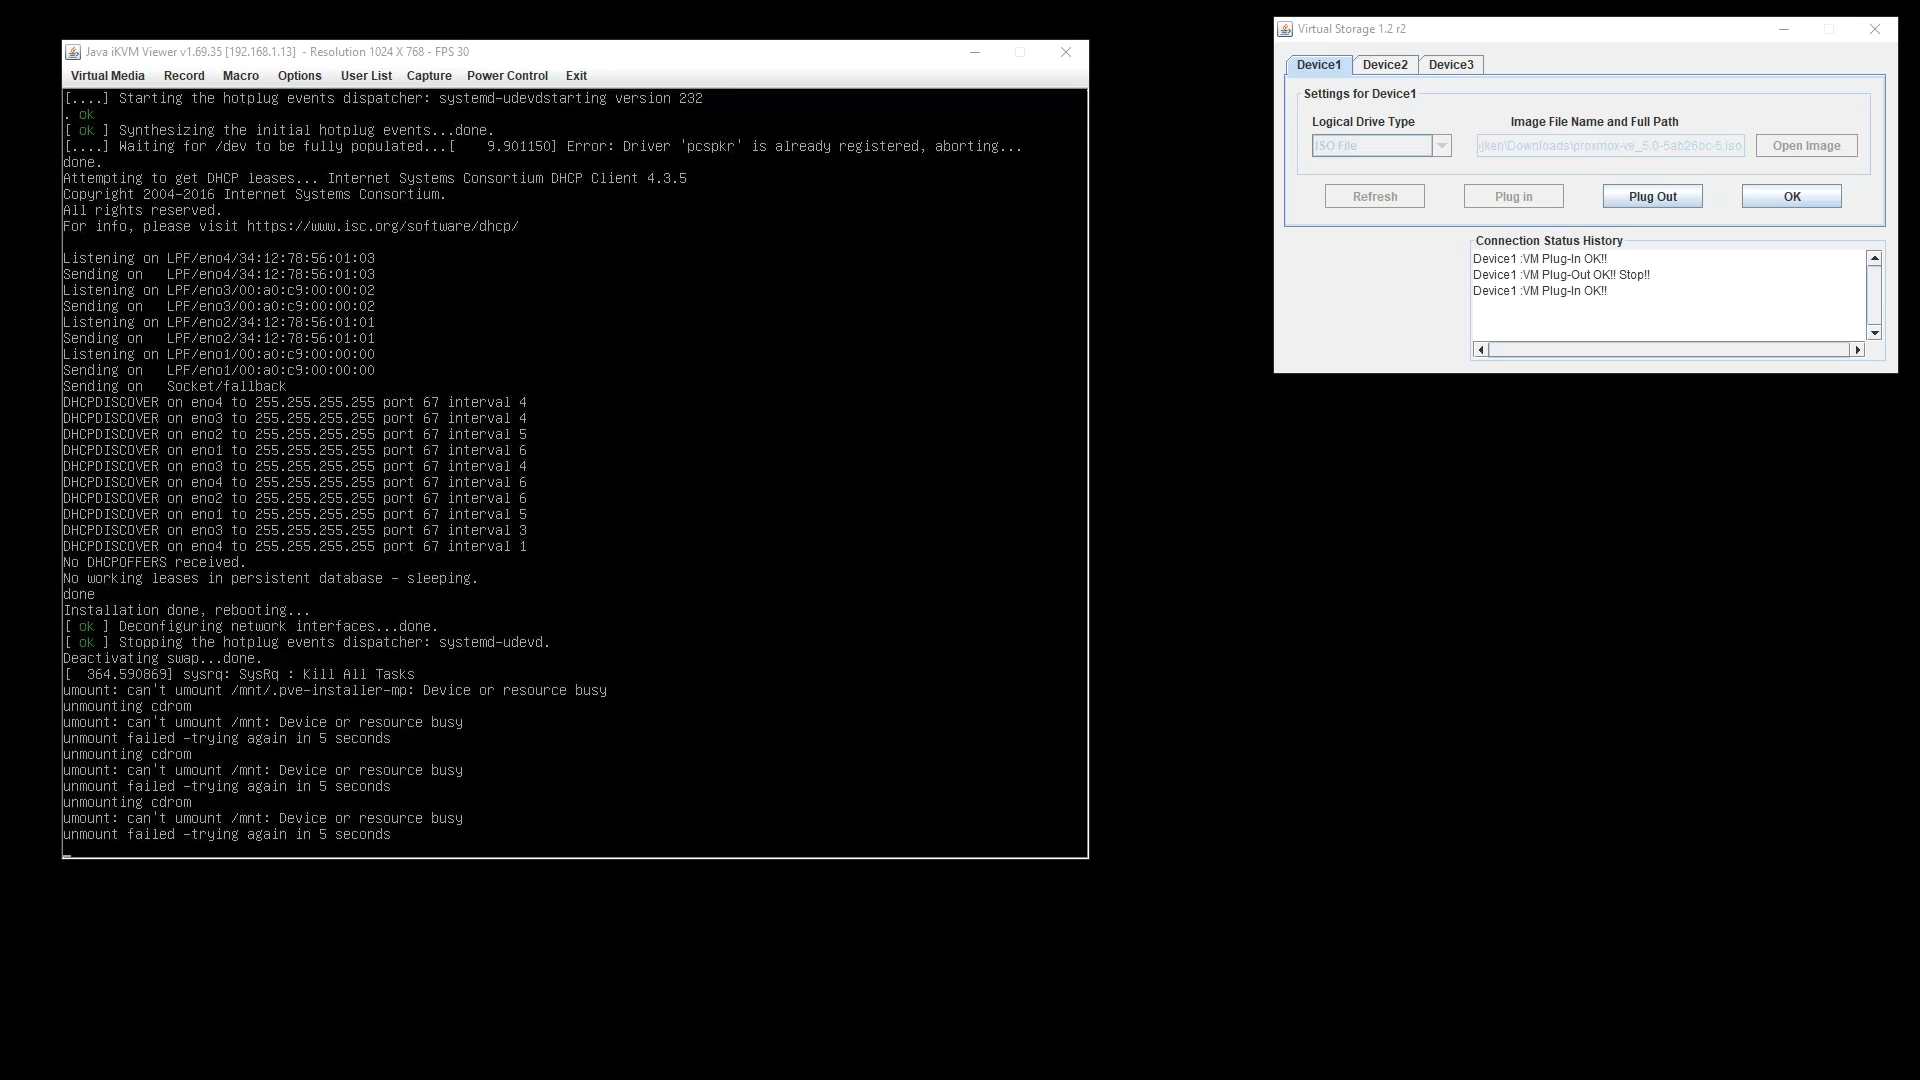 Java iKVM Viewer v1.69.35 [192.168.1.13] - Resolution 1024 X 768 - FPS 30
Virtual Media Record Macro Options User List Capture Power Control Exit
[....] Starting the hotplug events dispatcher: systemd-udevdstarting version 232
. ok
[ ok ] Synthesizing the initial hotplug events...done.
[....] Waiting for /dev to be fully populated...[    9.901150] Error: Driver 'pcspkr' is already registered, aborting...
done.
Attempting to get DHCP leases... Internet Systems Consortium DHCP Client 4.3.5
Copyright 2004-2016 Internet Systems Consortium.
All rights reserved.
For info, please visit https://www.isc.org/software/dhcp/
Listening on LPF/eno4/34:12:78:56:01:03
Sending on   LPF/eno4/34:12:78:56:01:03
Listening on LPF/eno3/00:a0:c9:00:00:02
Sending on   LPF/eno3/00:a0:c9:00:00:02
Listening on LPF/eno2/34:12:78:56:01:01
Sending on   LPF/eno2/34:12:78:56:01:01
Listening on LPF/eno1/00:a0:c9:00:00:00
Sending on   LPF/eno1/00:a0:c9:00:00:00
Sending on   Socket/fallback
DHCPDISCOVER on eno4 to 255.255.255.255 port 67 interval 4
DHCPDISCOVER on eno3 to 255.255.255.255 port 67 interval 4
DHCPDISCOVER on eno2 to 255.255.255.255 port 67 interval 5
DHCPDISCOVER on eno1 to 255.255.255.255 port 67 interval 6
DHCPDISCOVER on eno3 to 255.255.255.255 port 67 interval 4
DHCPDISCOVER on eno4 to 255.255.255.255 port 67 interval 6
DHCPDISCOVER on eno2 to 255.255.255.255 port 67 interval 6
DHCPDISCOVER on eno1 to 255.255.255.255 port 67 interval 5
DHCPDISCOVER on eno3 to 255.255.255.255 port 67 interval 3
DHCPDISCOVER on eno4 to 255.255.255.255 port 67 interval 1
No DHCPOFFERS received.
No working leases in persistent database - sleeping.
done
Installation done, rebooting...
[ ok ] Deconfiguring network interfaces...done.
[ ok ] Stopping the hotplug events dispatcher: systemd-udevd.
Deactivating swap...done.
[  364.590869] sysrq: SysRq : Kill All Tasks
umount: can't umount /mnt/.pve-installer-mp: Device or resource busy
unmounting cdrom
umount: can't umount /mnt: Device or resource busy
unmount failed -trying again in 5 seconds
unmounting cdrom
umount: can't umount /mnt: Device or resource busy
unmount failed -trying again in 5 seconds
unmounting cdrom
umount: can't umount /mnt: Device or resource busy
unmount failed -trying again in 5 seconds
Virtual Storage 1.2 r2
Device1 Device2 Device3
Settings for Device1
Logical Drive Type Image File Name and Full Path
ISO File ijken\Downloads\proxmox-ve_5.0-5ab26bc-5.iso Open Image
Refresh Plug in Plug Out OK
Connection Status History
Device1 :VM Plug-In OK!!
Device1 :VM Plug-Out OK!! Stop!!
Device1 :VM Plug-In OK!!